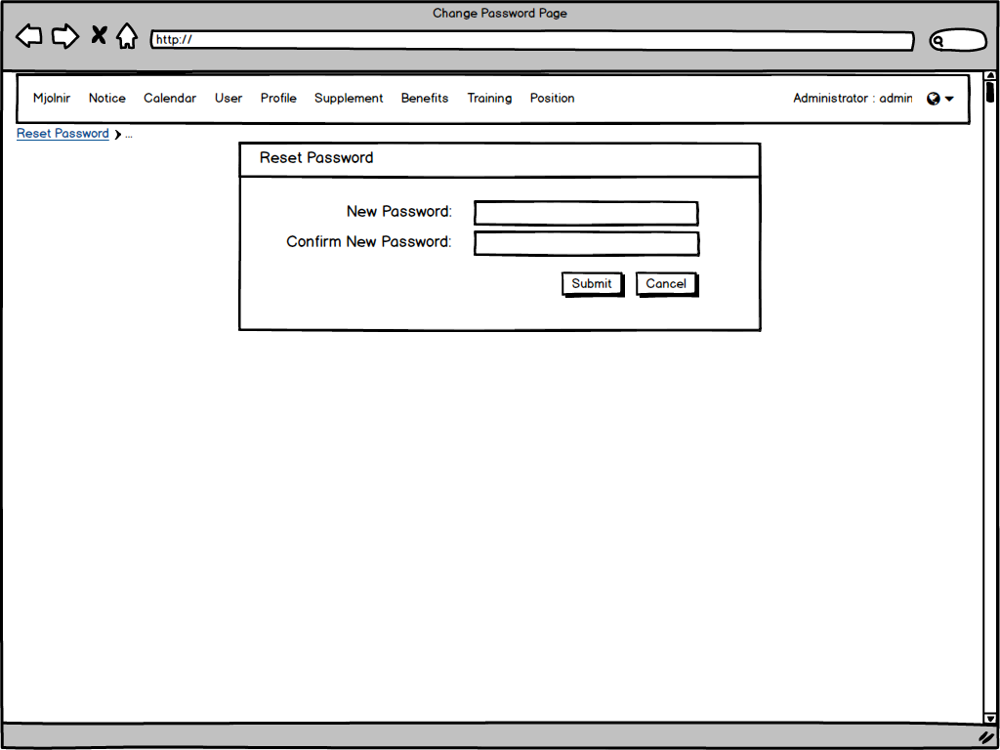 Change Password Page
http://
Mjolnir Notice Calendar User Profile Supplement Benefits Training Position Administrator : admin
Reset Password ...
Reset Password
New Password:
Confirm New Password:
Submit Cancel